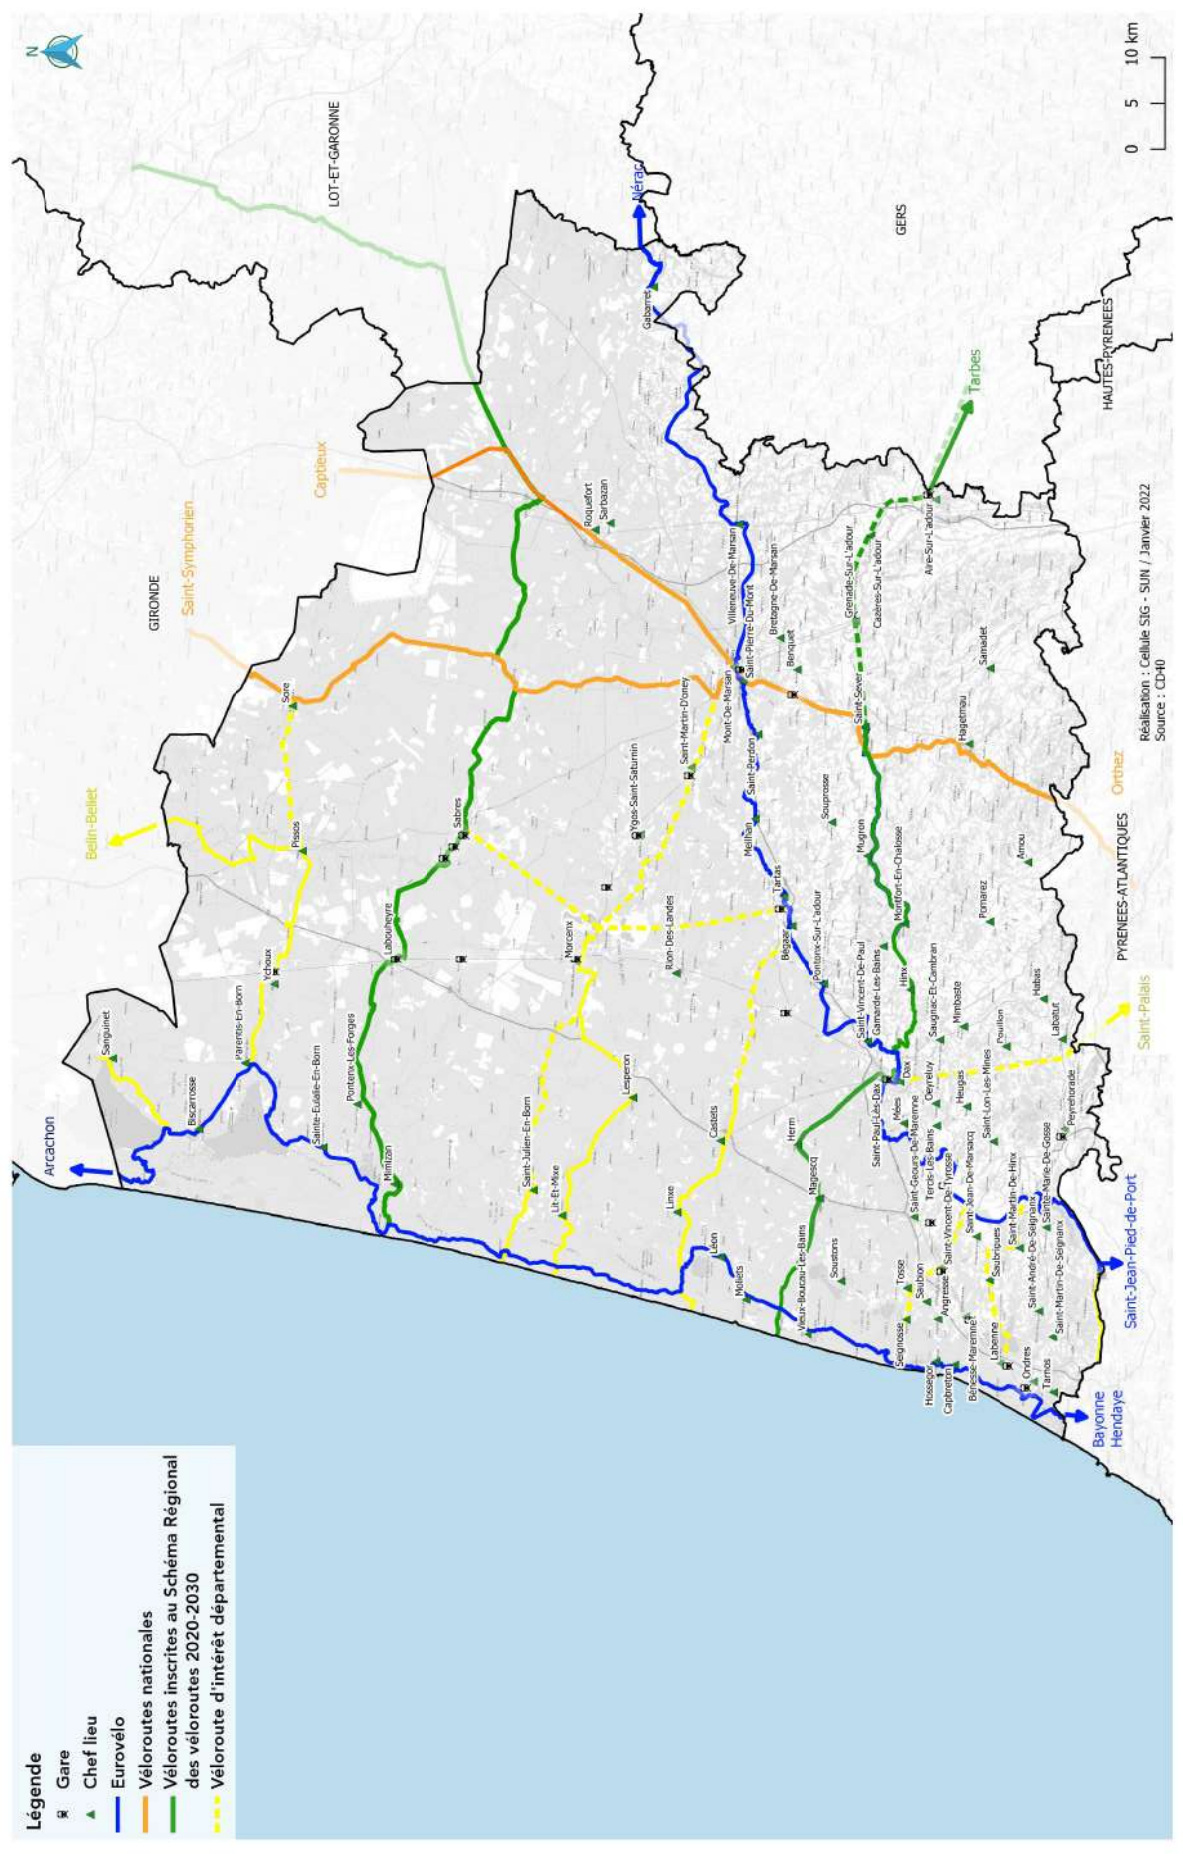 Légende
Gare
Chef lieu
Eurovélo
Véloroutes nationales
Véloroutes inscrites au Schéma Régional
des véloroutes 2020-2030
Véloroute d'intérêt départemental
N
0 5 10 km
Réalisation : Cellule SIG - SUN / Janvier 2022
Source : CD40
GIRONDE
LOT-ET-GARONNE
GERS
HAUTES-PYRENEES
PYRENEES-ATLANTIQUES
Arcachon
Belin-Beliet
Saint-Symphorien
Captieux
Nérac
Tarbes
Orthez
Saint-Palais
Saint-Jean-Pied-de-Port
Bayonne
Hendaye
Sanguinet
Biscarrosse
Parentis-En-Born
Ychoux
Pissos
Sore
Sainte-Eulalie-En-Born
Pontenx-Les-Forges
Mimizan
Labouheyre
Sabres
Saint-Julien-En-Born
Lit-Et-Mixe
Lesperon
Morcenx
Ygos-Saint-Saturnin
Saint-Martin-D'oney
Rion-Des-Landes
Roquefort
Sarbazan
Gabarret
Linxe
Castets
Léon
Moliets
Vieux-Boucau-Les-Bains
Soustons
Magescq
Herm
Bégaar
Tartas
Meilhan
Saint-Perdon
Mont-De-Marsan
Saint-Pierre-Du-Mont
Villeneuve-De-Marsan
Bretagne-De-Marsan
Benquet
Grenade-Sur-L'adour
Cazères-Sur-L'adour
Aire-Sur-L'adour
Pontonx-Sur-L'adour
Souprosse
Mugron
Saint-Sever
Montfort-En-Chalosse
Hagetmau
Samadet
Amou
Pomarez
Saint-Vincent-De-Paul
Gamarde-Les-Bains
Hinx
Saugnac-Et-Cambran
Mimbaste
Habas
Labatut
Pouillon
Dax
Saint-Paul-Lès-Dax
Mées
Oeyreluy
Heugas
Saint-Lon-Les-Mines
Peyrehorade
Saint-Geours-De-Maremne
Tercis-Les-Bains
Saint-Vincent-De-Tyrosse
Saint-Jean-De-Marsacq
Saint-Martin-De-Hinx
Sainte-Marie-De-Gosse
Tosse
Saubion
Angresse
Saubrigues
Saint-André-De-Seignanx
Saint-Martin-De-Seignanx
Seignosse
Hossegor
Capbreton
Bénesse-Maremne
Labenne
Ondres
Tarnos